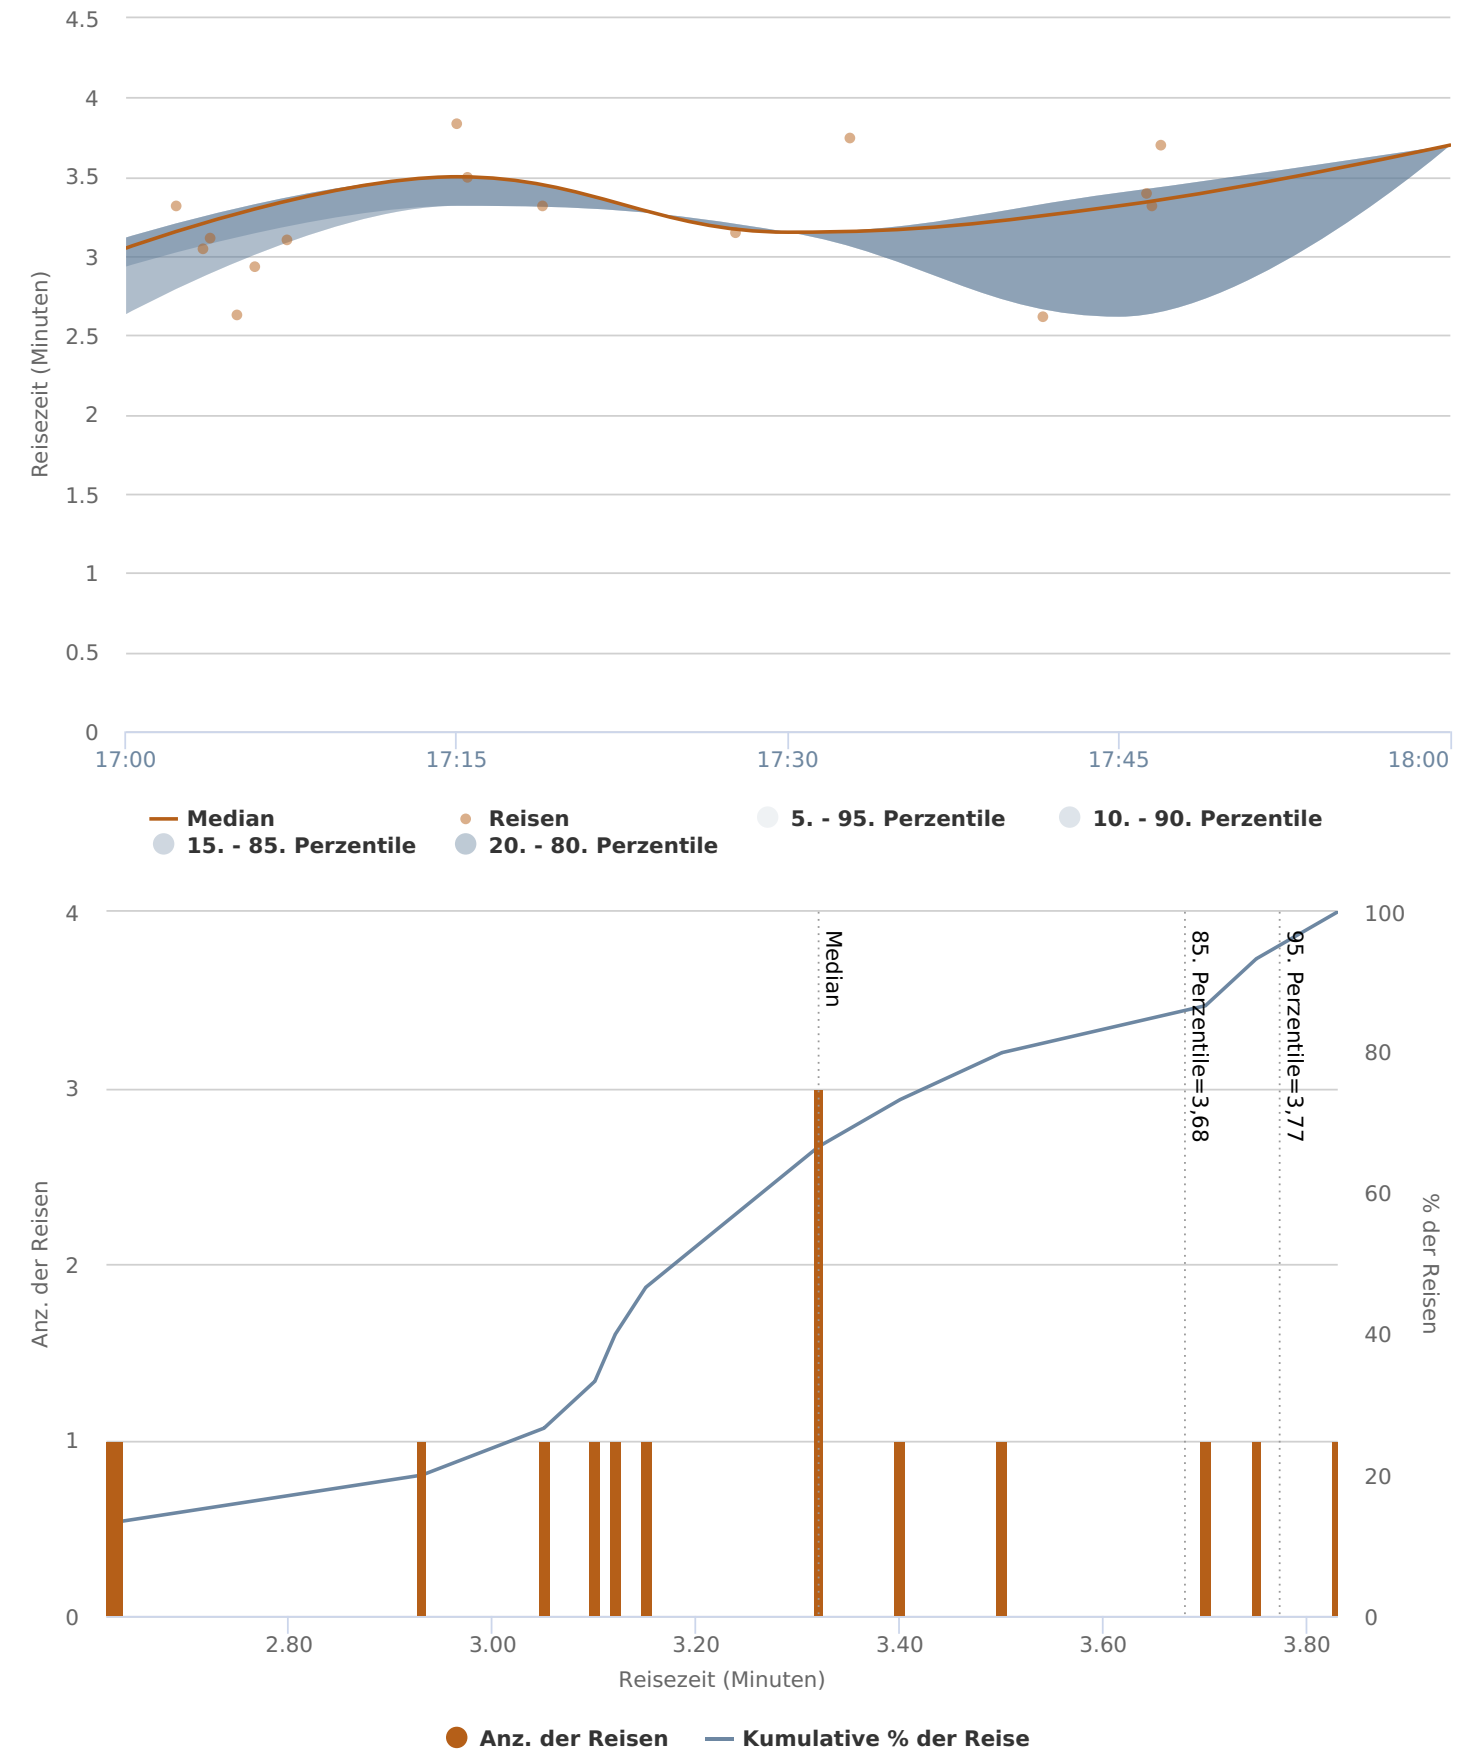 4.5
4
3.5
3
2.5
2
1.5
1
0.5
0
Reisezeit (Minuten)
17:00 17:15 17:30 17:45 18:00
Median Reisen 5. - 95. Perzentile 10. - 90. Perzentile
15. - 85. Perzentile 20. - 80. Perzentile
4
3
2
1
0
Anz. der Reisen
Median
85. Perzentile=3,68
95. Perzentile=3,77
100
80
60
40
20
0
% der Reisen
2.80 3.00 3.20 3.40 3.60 3.80
Reisezeit (Minuten)
Anz. der Reisen Kumulative % der Reise